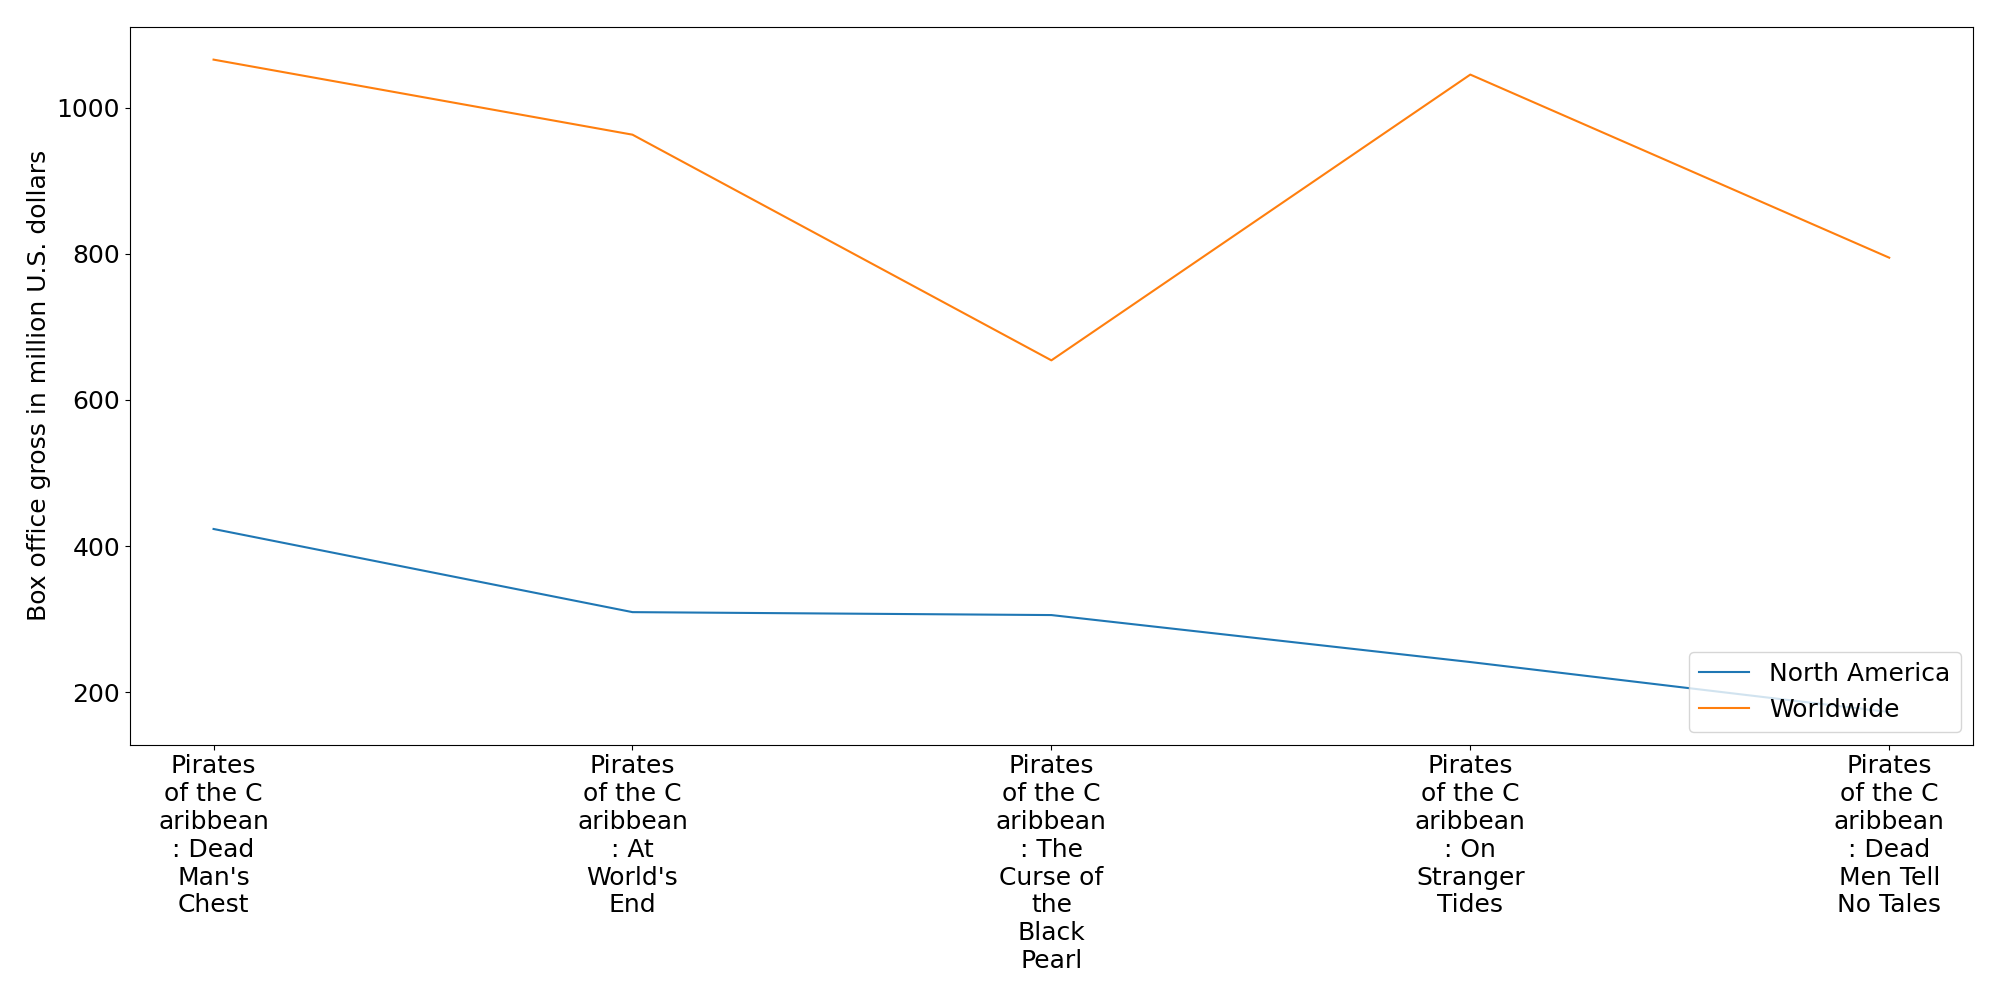 Box office gross in million U.S. dollars
1000
800
600
400
200
North America
Worldwide
Pirates
of the C
aribbean
: Dead
Man's
Chest
Pirates
of the C
aribbean
: At
World's
End
Pirates
of the C
aribbean
: The
Curse of
the
Black
Pearl
Pirates
of the C
aribbean
: On
Stranger
Tides
Pirates
of the C
aribbean
: Dead
Men Tell
No Tales